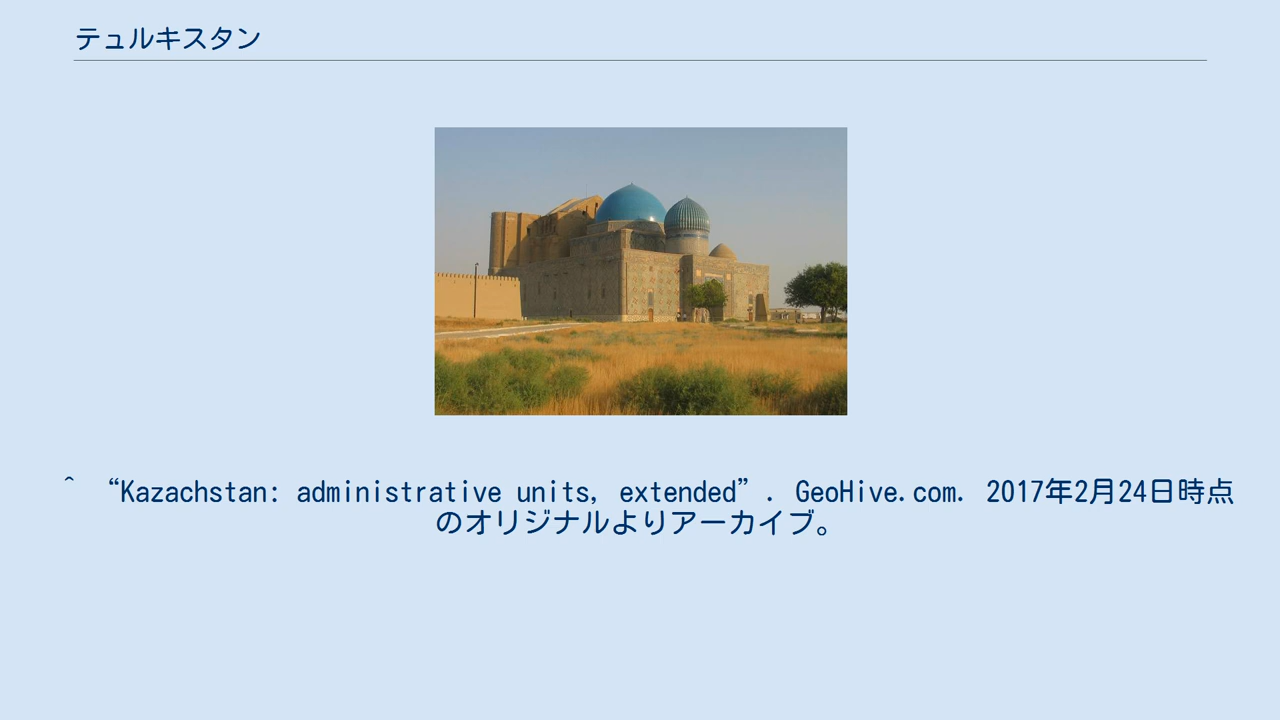 テュルキスタン
^ “Kazachstan: administrative units, extended”. GeoHive.com. 2017年2月24日時点
のオリジナルよりアーカイブ。